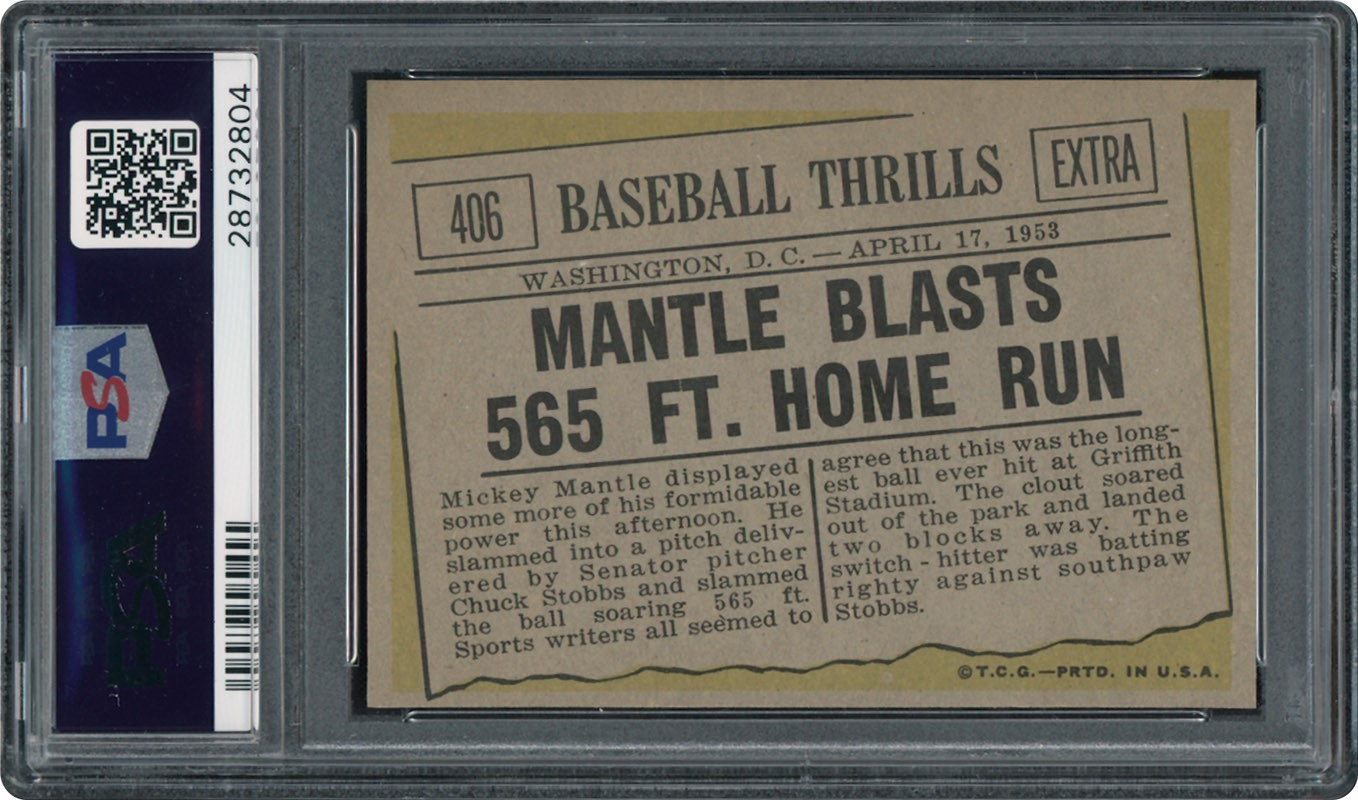 28732804
PSA
PSA
406
BASEBALL THRILLS
EXTRA
WASHINGTON, D. C. — APRIL 17, 1953
MANTLE BLASTS
565 FT. HOME RUN
Mickey Mantle displayed
some more of his formidable
power this afternoon. He
slammed into a pitch deliv-
ered by Senator pitcher
Chuck Stobbs and slammed
the ball soaring 565 ft.
Sports writers all seemed to
agree that this was the long-
est ball ever hit at Griffith
Stadium. The clout soared
out of the park and landed
two blocks away. The
switch - hitter was batting
righty against southpaw
Stobbs.
©T.C.G.—PRTD. IN U.S.A.